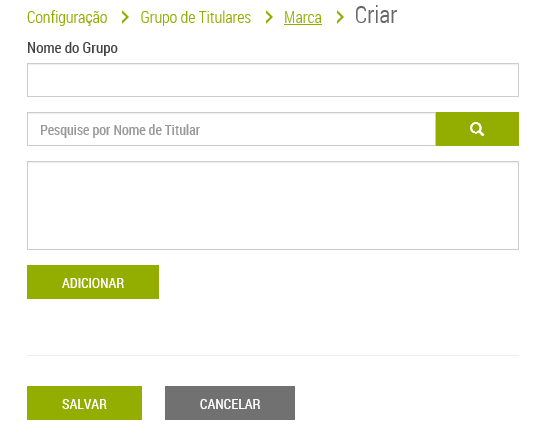 Configuração > Grupo de Titulares > Marca > Criar
Nome do Grupo
Pesquise por Nome de Titular
ADICIONAR
SALVAR CANCELAR